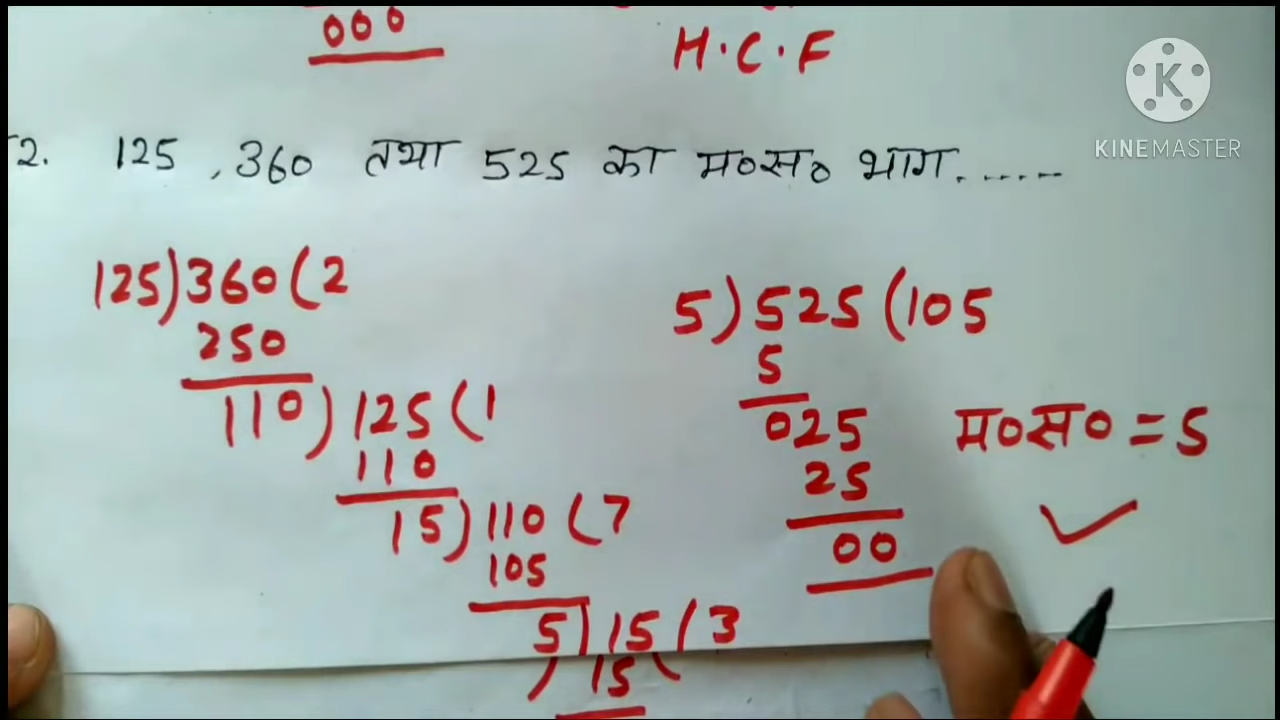 000
H.C.F
K
KINEMASTER
2. 125 , 360 तथा 525 का म०स० भाग......
125)360(2
250
110)125(1
110
15)110(7
105
5)15(3
15
5)525(105
5
025
25
00
म०स० = 5